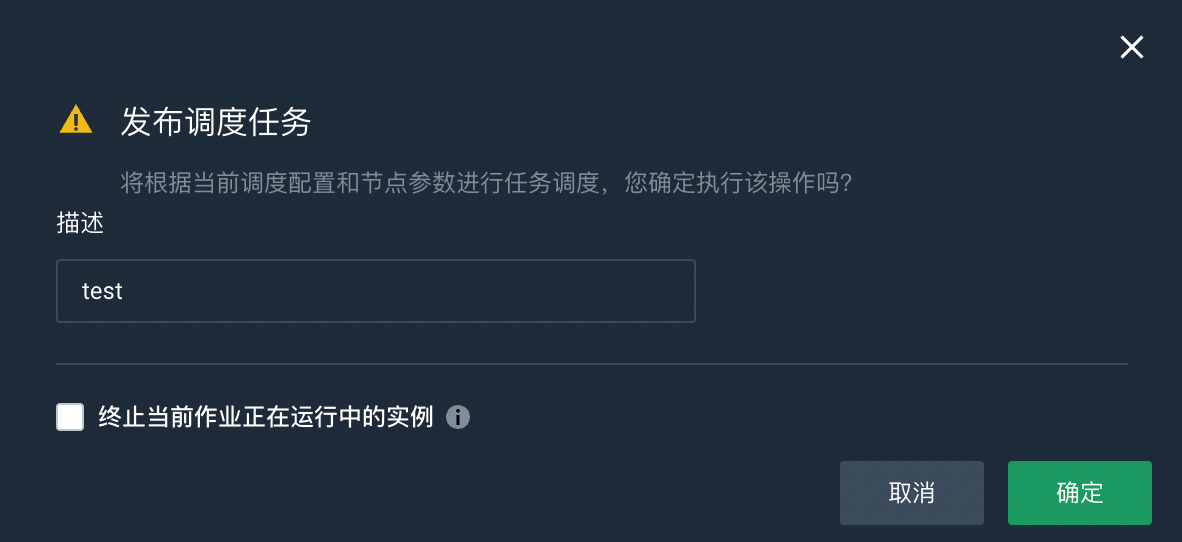 发布调度任务
将根据当前调度配置和节点参数进行任务调度，您确定执行该操作吗？
描述
test
终止当前作业正在运行中的实例
取消
确定